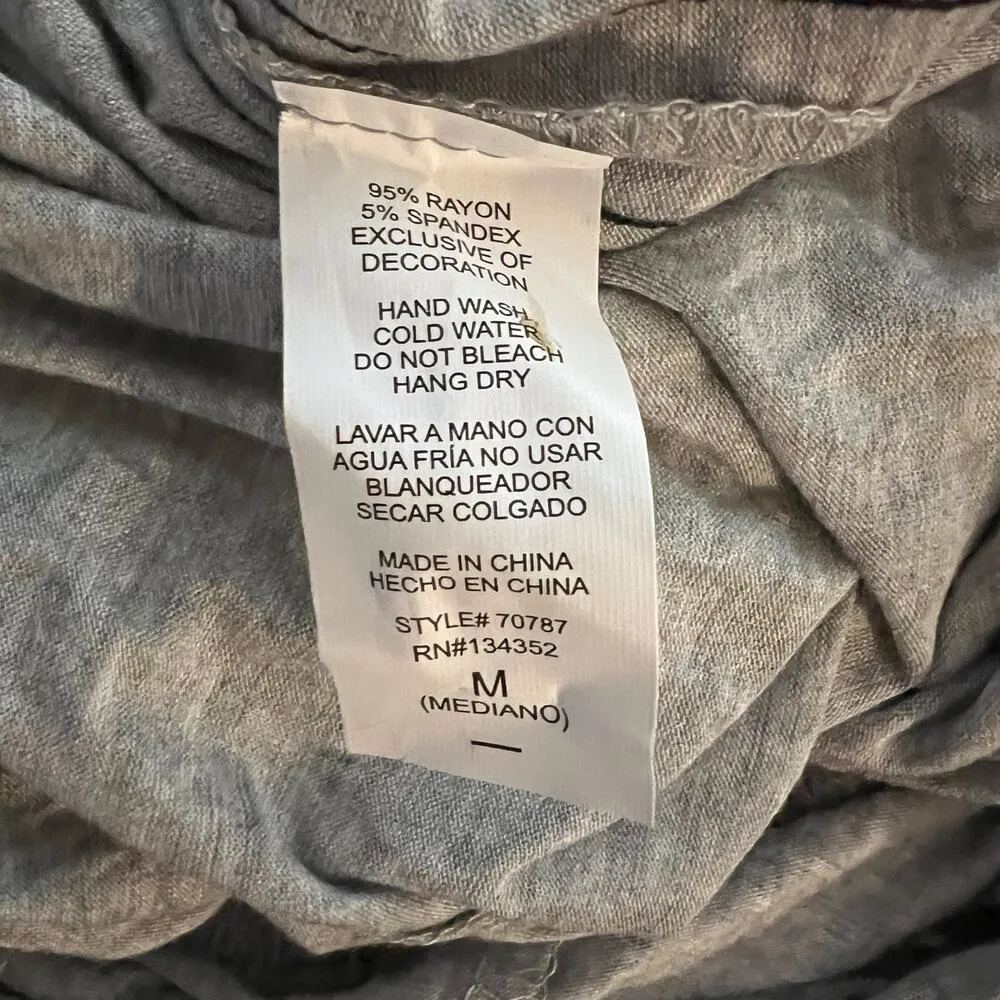 95% RAYON
5% SPANDEX
EXCLUSIVE OF
DECORATION
HAND WASH
COLD WATER
DO NOT BLEACH
HANG DRY
LAVAR A MANO CON
AGUA FRÍA NO USAR
BLANQUEADOR
SECAR COLGADO
MADE IN CHINA
HECHO EN CHINA
STYLE# 70787
RN#134352
M
(MEDIANO)